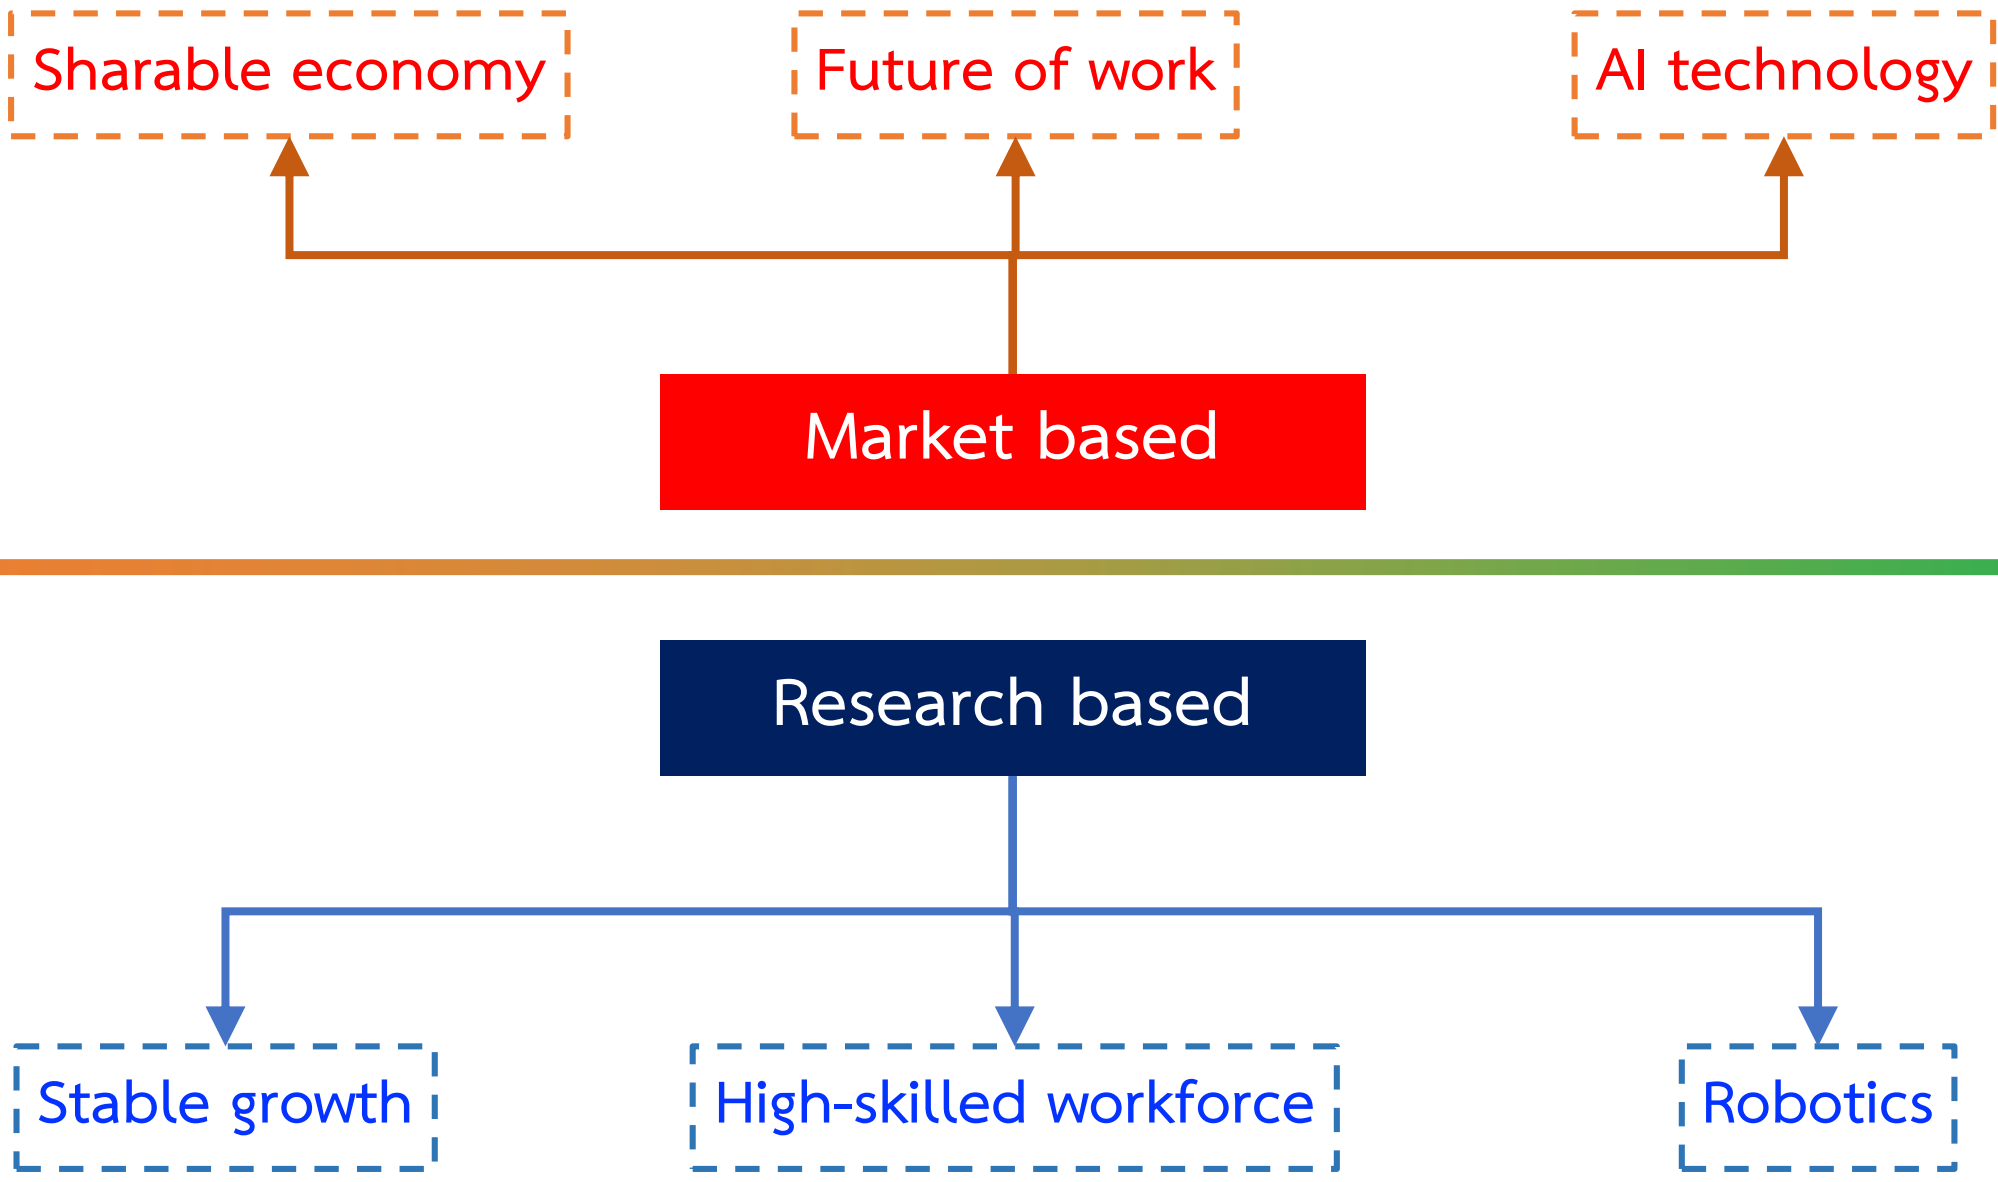 Sharable economy
Future of work
AI technology
Market based
Research based
Stable growth
High-skilled workforce
Robotics